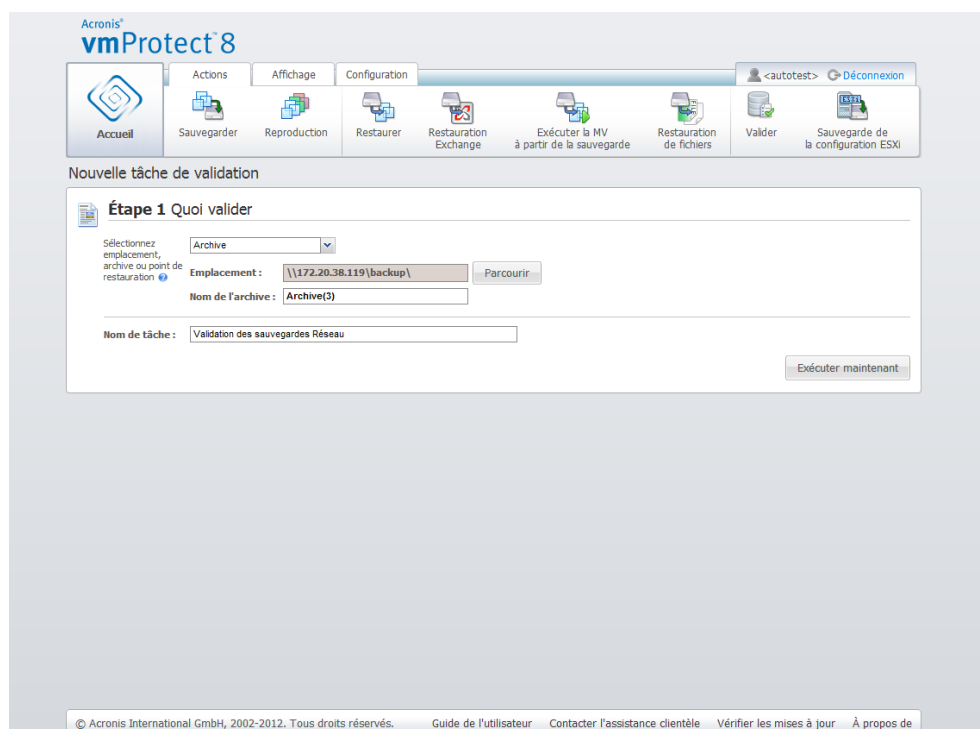 Acronis®
vmProtect™ 8
Actions
Affichage
Configuration
<autotest>
Déconnexion
Accueil
Sauvegarder
Reproduction
Restaurer
Restauration
Exchange
Exécuter la MV
à partir de la sauvegarde
Restauration
de fichiers
Valider
Sauvegarde de
la configuration ESXi
Nouvelle tâche de validation
Étape 1 Quoi valider
Sélectionnez
emplacement,
archive ou point de
restauration
Archive
Emplacement :
\\172.20.38.119\backup\
Parcourir
Nom de l'archive :
Archive(3)
Nom de tâche :
Validation des sauvegardes Réseau
Exécuter maintenant
© Acronis International GmbH, 2002-2012. Tous droits réservés.
Guide de l'utilisateur
Contacter l'assistance clientèle
Vérifier les mises à jour
À propos de